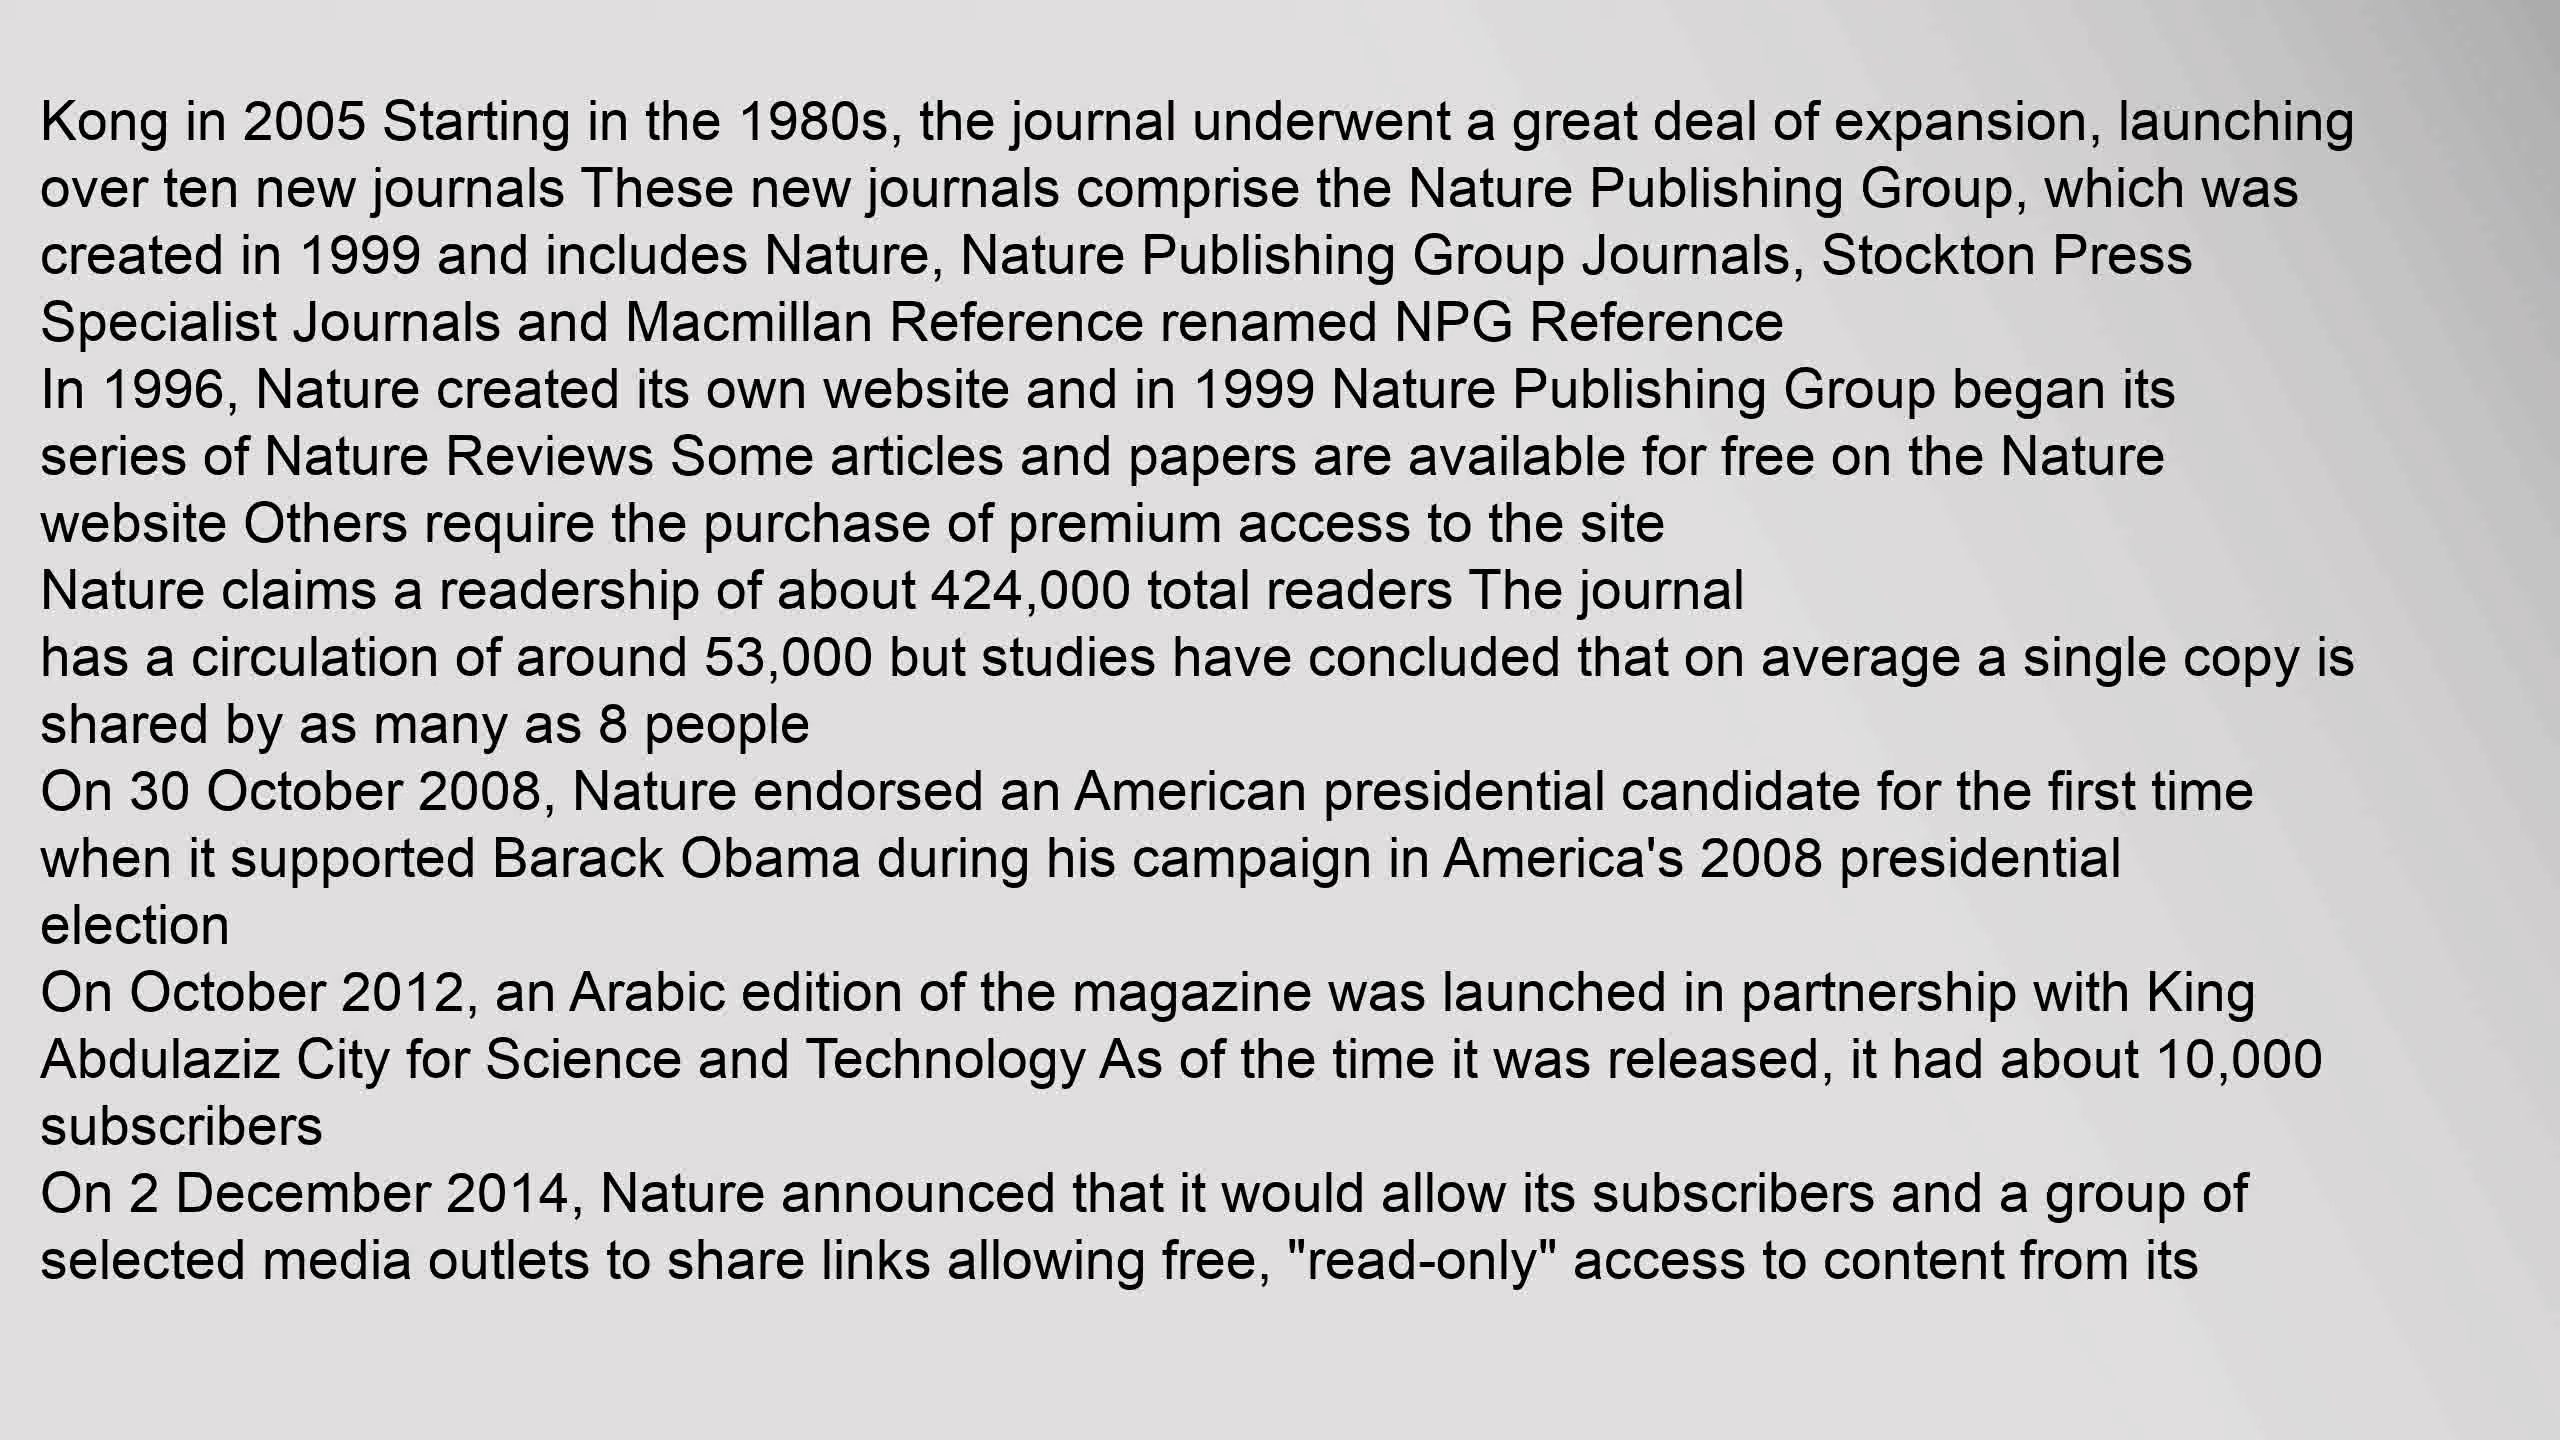 Kong in 2005 Starting in the 1980s, the journal underwent a great deal of expansion, launching
over ten new journals These new journals comprise the Nature Publishing Group, which was
created in 1999 and includes Nature, Nature Publishing Group Journals, Stockton Press
Specialist Journals and Macmillan Reference renamed NPG Reference
In 1996, Nature created its own website and in 1999 Nature Publishing Group began its
series of Nature Reviews Some articles and papers are available for free on the Nature
website Others require the purchase of premium access to the site
Nature claims a readership of about 424,000 total readers The journal
has a circulation of around 53,000 but studies have concluded that on average a single copy is
shared by as many as 8 people
On 30 October 2008, Nature endorsed an American presidential candidate for the first time
when it supported Barack Obama during his campaign in America's 2008 presidential
election
On October 2012, an Arabic edition of the magazine was launched in partnership with King
Abdulaziz City for Science and Technology As of the time it was released, it had about 10,000
subscribers
On 2 December 2014, Nature announced that it would allow its subscribers and a group of
selected media outlets to share links allowing free, "read-only" access to content from its